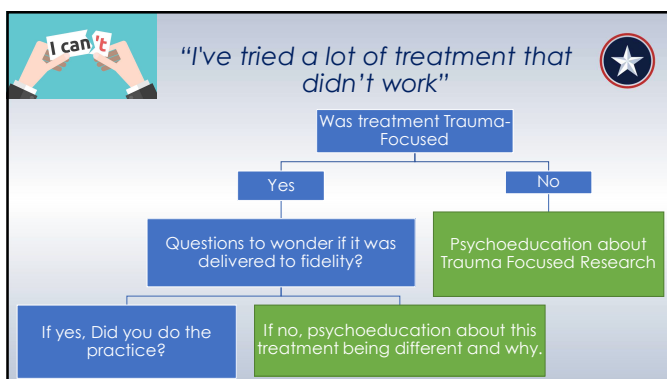 I can't
“I've tried a lot of treatment that
didn’t work”
Was treatment Trauma-
Focused
Yes
No
Questions to wonder if it was
delivered to fidelity?
Psychoeducation about
Trauma Focused Research
If yes, Did you do the
practice?
If no, psychoeducation about this
treatment being different and why.